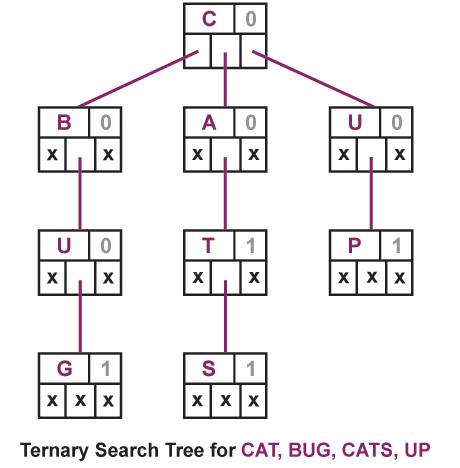 C 0
B 0 A 0 U 0
x x x x x x
U 0 T 1 P 1
x x x x x x x
G 1 S 1
x x x x x x
Ternary Search Tree for CAT, BUG, CATS, UP